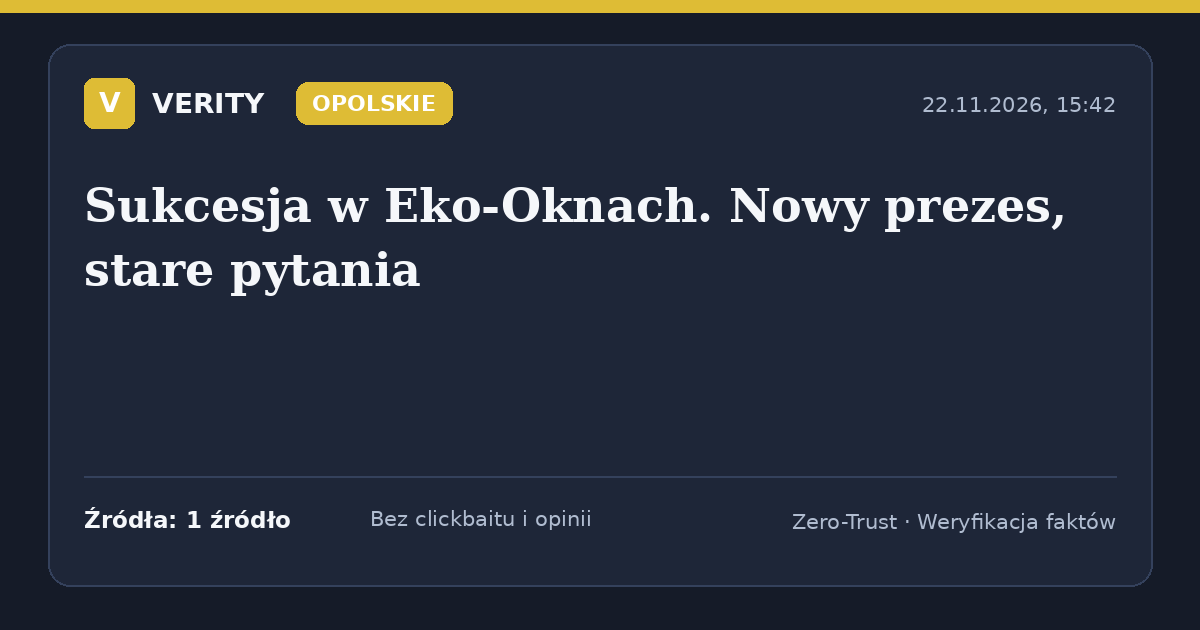 V VERITY OPOLSKIE 22.11.2026, 15:42
Sukcesja w Eko-Oknach. Nowy prezes,
stare pytania
Źródła: 1 źródło Bez clickbaitu i opinii Zero-Trust · Weryfikacja faktów